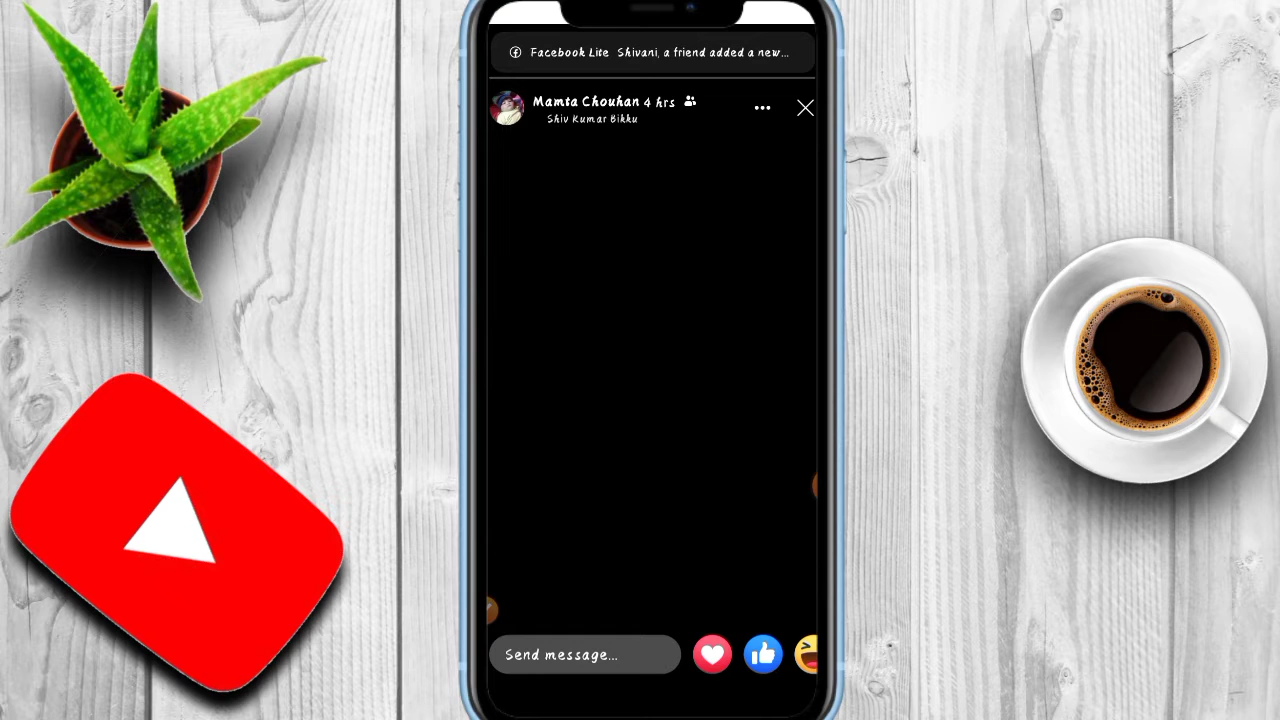 Facebook Lite Shivani, a friend added a new...
Mamta Chouhan 4 hrs
Shiv Kumar Bikku
Send message...